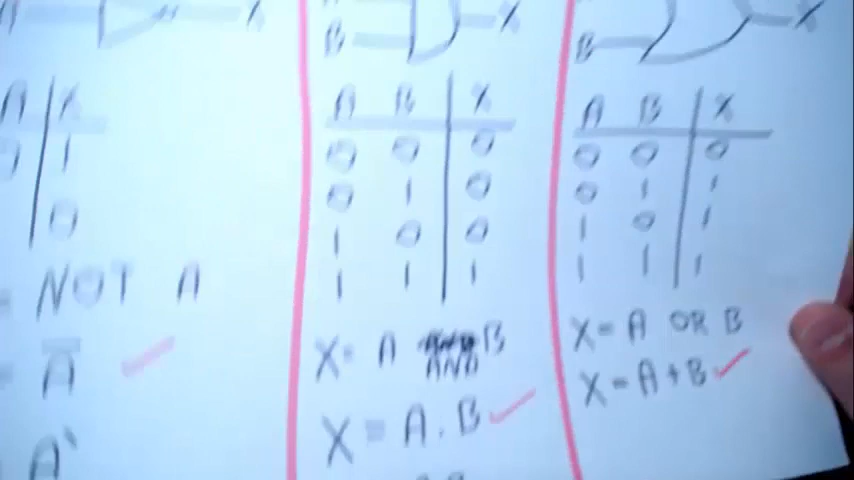 A X
B X
B X
A X
0 1
0
= NOT A
= A̅ ✓
A'
A B X
0 0 0
0 1 0
1 0 0
1 1 1
X = A AND B
X = A . B ✓
A B X
0 0 0
0 1 1
1 0 1
1 1 1
X = A OR B
X = A + B ✓